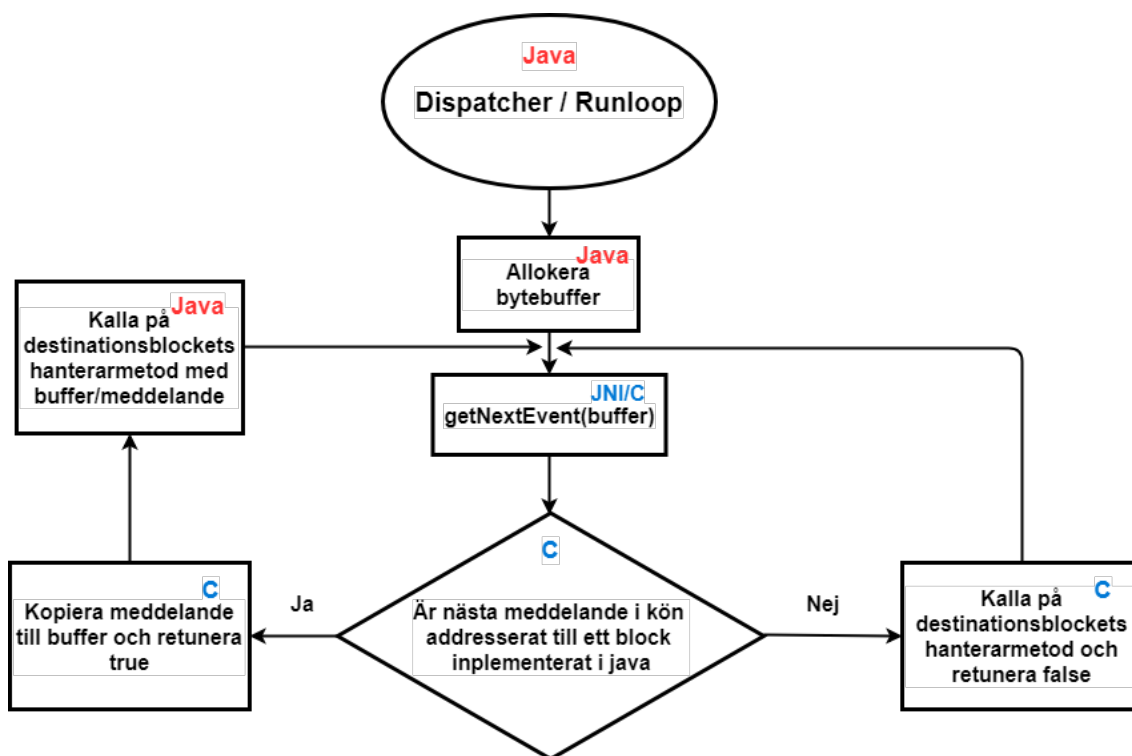 Java
Dispatcher / Runloop
Java
Allokera
bytebuffer
Java
Kalla på
destinationsblockets
hanterarmetod med
buffer/meddelande
JNI/C
getNextEvent(buffer)
C
Är nästa meddelande i kön
addresserat till ett block
inplementerat i java
Ja
Nej
C
Kopiera meddelande
till buffer och retunera
true
C
Kalla på
destinationsblockets
hanterarmetod och
retunera false